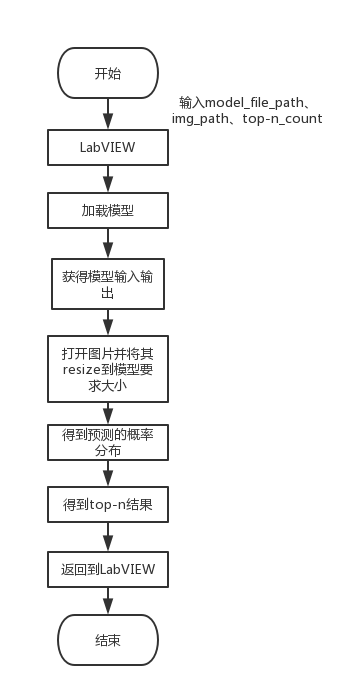 开始
输入model_file_path、
img_path、top-n_count
LabVIEW
加载模型
获得模型输入输
出
打开图片并将其
resize到模型要
求大小
得到预测的概率
分布
得到top-n结果
返回到LabVIEW
结束